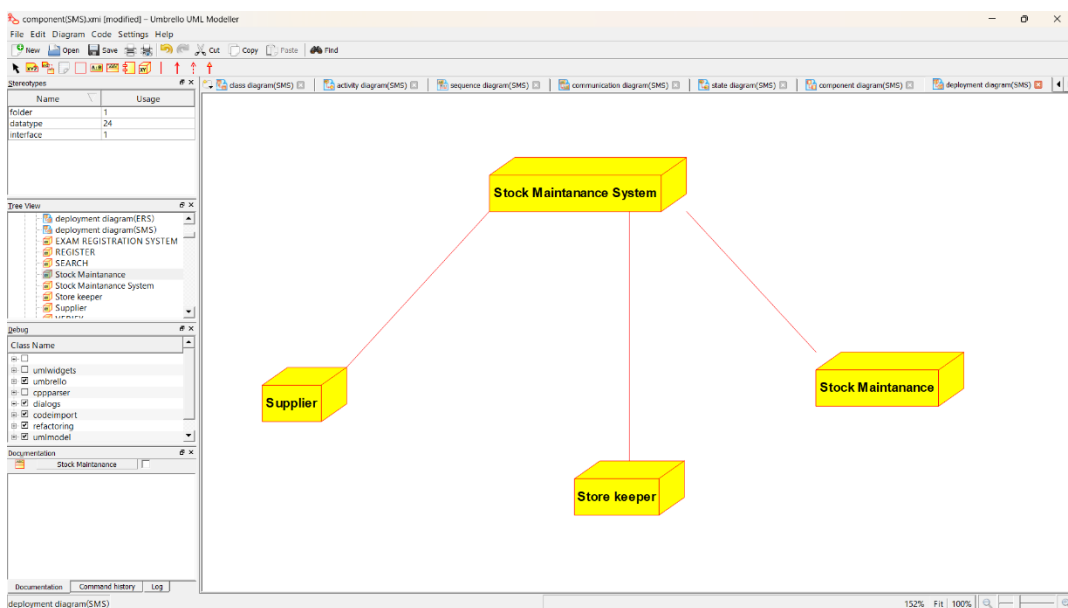 component(SMS).xmi [modified] – Umbrello UML Modeller
File Edit Diagram Code Settings Help
New Open Save Cut Copy Paste Find
Stereotypes
Name Usage
folder 1
datatype 24
interface 1
Tree View
deployment diagram(ERS)
deployment diagram(SMS)
EXAM REGISTRATION SYSTEM
REGISTER
SEARCH
Stock Maintanance
Stock Maintanance System
Store keeper
Supplier
Debug
Class Name
umlwidgets
umbrello
cppparser
dialogs
codeimport
refactoring
umlmodel
Documentation
Stock Maintanance
Documentation Command history Log
deployment diagram(SMS)
class diagram(SMS) activity diagram(SMS) sequence diagram(SMS) communication diagram(SMS) state diagram(SMS) component diagram(SMS) deployment diagram(SMS)
Stock Maintanance System
Supplier
Stock Maintanance
Store keeper
152% Fit 100%